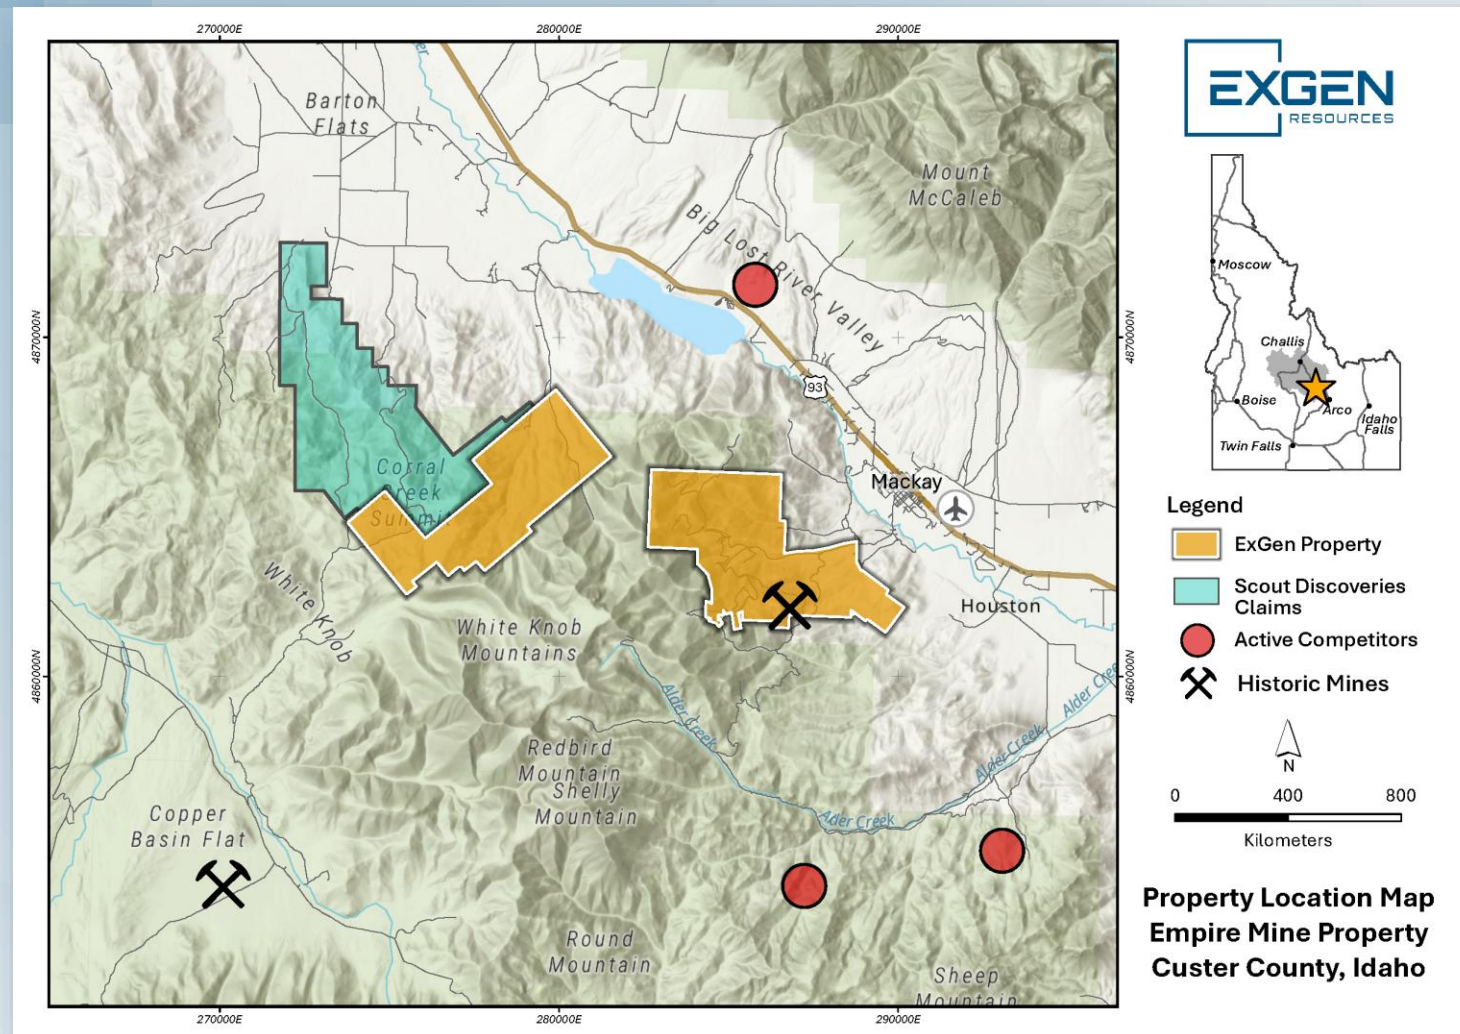 270000E
280000E
290000E
Barton
Flats
Mount
McCaleb
Big Lost River Valley
4870000N
4870000N
93
Mackay
Corral
Creek
Summit
Houston
White Knob
White Knob
Mountains
4860000N
4860000N
Alder Creek
Alder Creek
Alder Creek
Alder Cree
Redbird
Mountain
Shelly
Mountain
Copper
Basin Flat
Round
Mountain
Sheep
Mountain
270000E
280000E
290000E
EXGEN
RESOURCES
Moscow
Challis
Boise
Arco
Idaho
Falls
Twin Falls
Legend
ExGen Property
Scout Discoveries
Claims
Active Competitors
Historic Mines
N
0 400 800
Kilometers
Property Location Map
Empire Mine Property
Custer County, Idaho